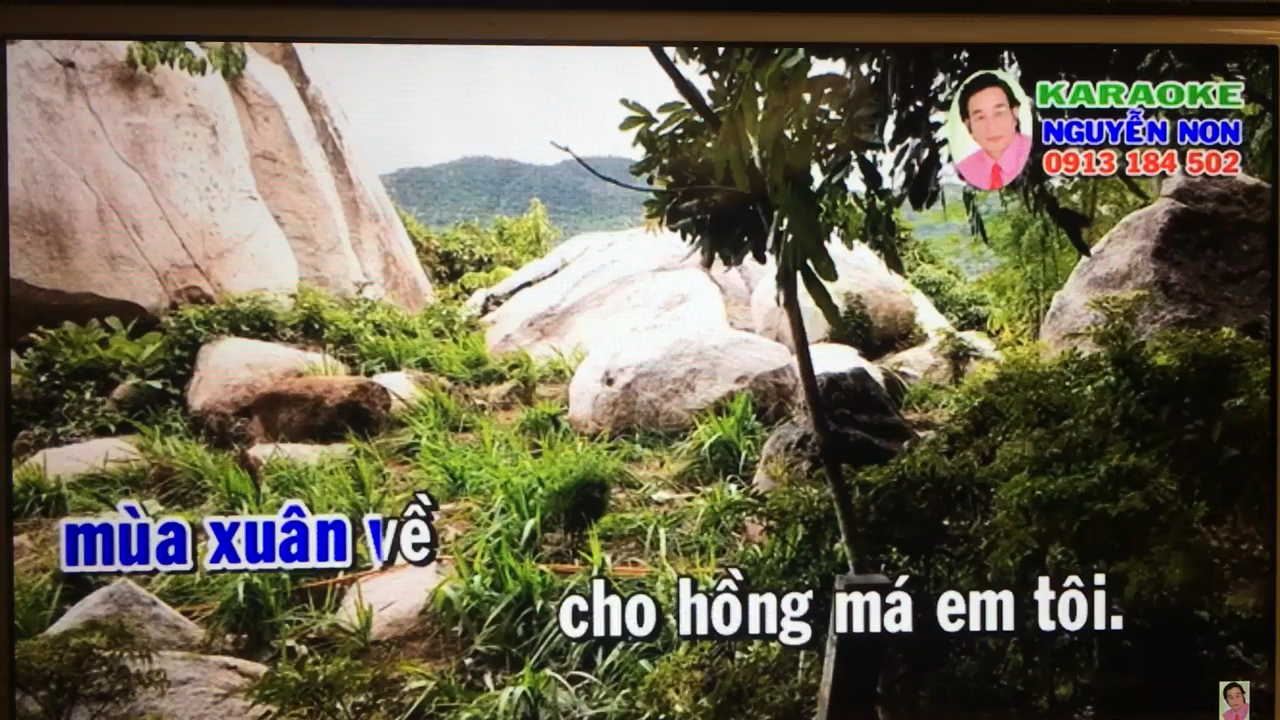 KARAOKE
NGUYỄN NON
0913 184 502
mùa xuân về
cho hồng má em tôi.